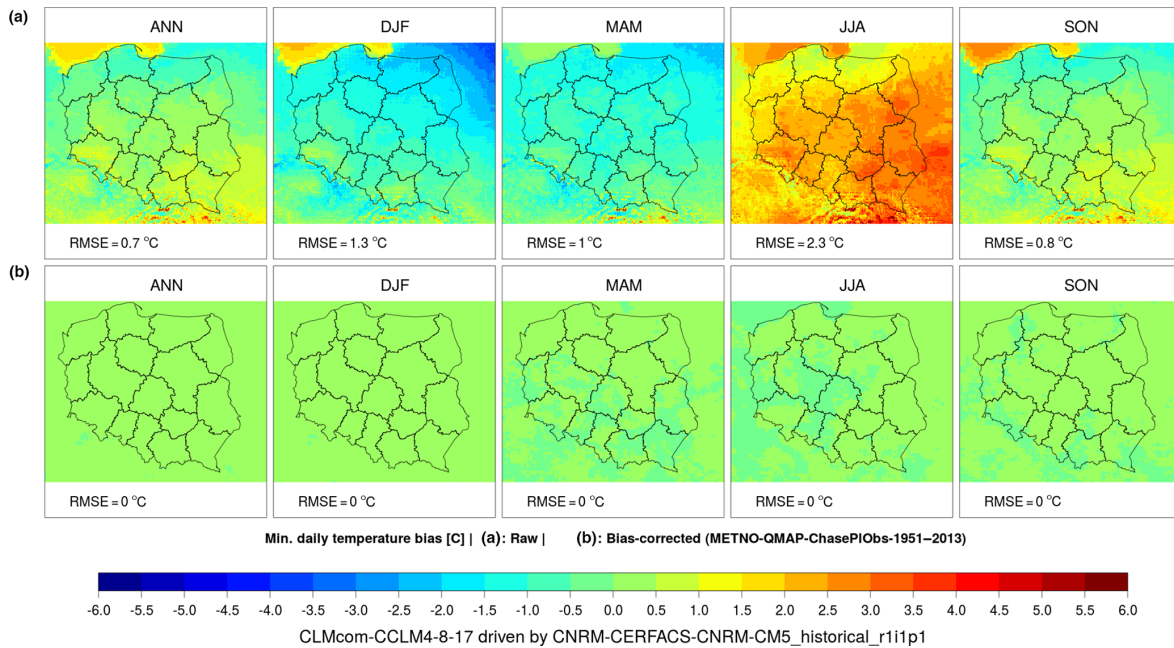 (a)
ANN DJF MAM JJA SON
RMSE = 0.7 °C RMSE = 1.3 °C RMSE = 1 °C RMSE = 2.3 °C RMSE = 0.8 °C
(b)
ANN DJF MAM JJA SON
RMSE = 0 °C RMSE = 0 °C RMSE = 0 °C RMSE = 0 °C RMSE = 0 °C
Min. daily temperature bias [C] | (a): Raw | (b): Bias-corrected (METNO-QMAP-ChasePlObs-1951–2013)
-6.0 -5.5 -5.0 -4.5 -4.0 -3.5 -3.0 -2.5 -2.0 -1.5 -1.0 -0.5 0.0 0.5 1.0 1.5 2.0 2.5 3.0 3.5 4.0 4.5 5.0 5.5 6.0
CLMcom-CCLM4-8-17 driven by CNRM-CERFACS-CNRM-CM5_historical_r1i1p1